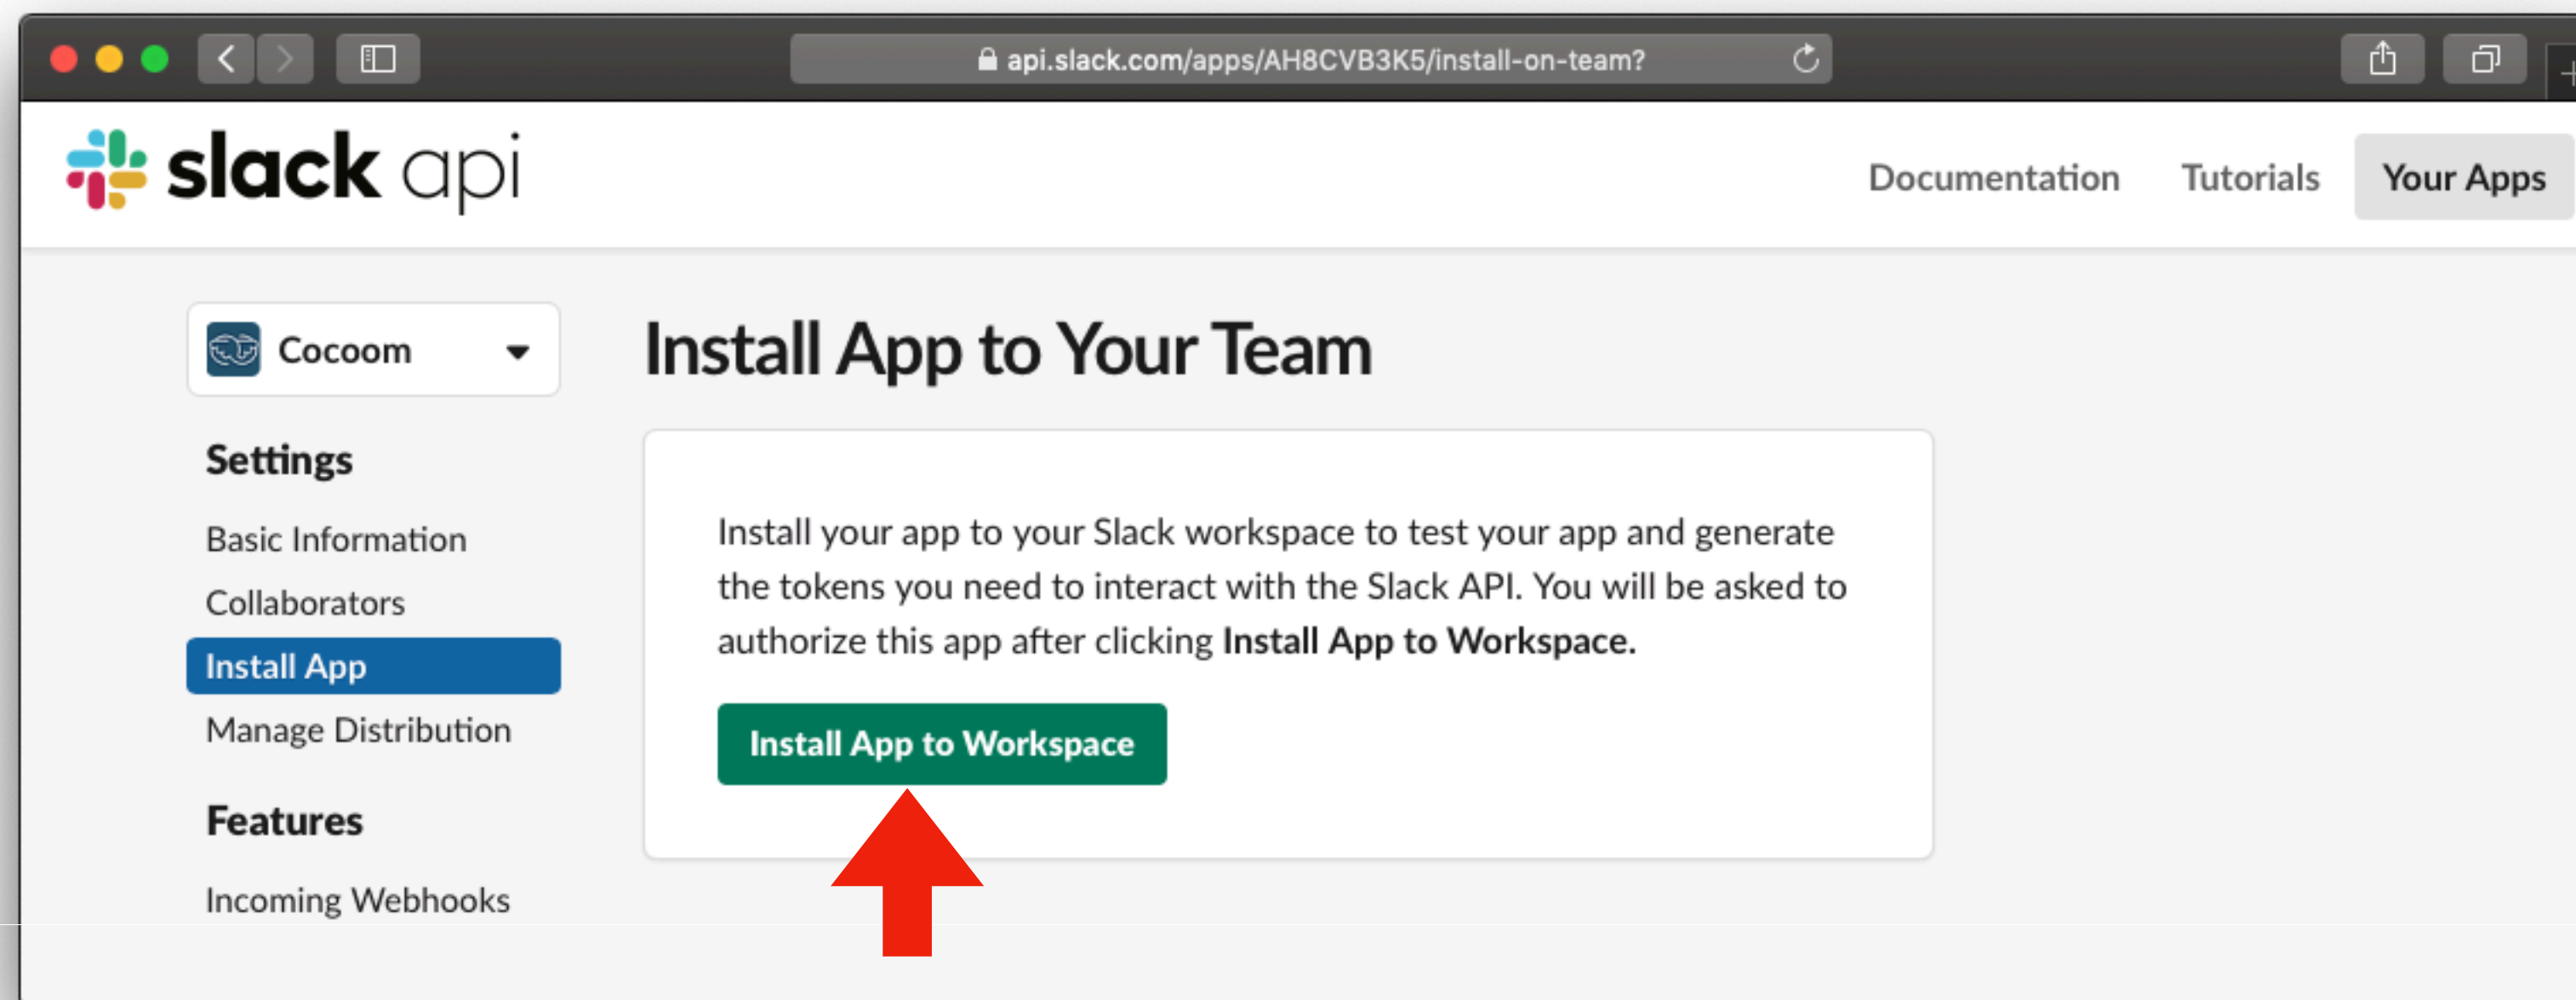 api.slack.com/apps/AH8CVB3K5/install-on-team?
slack api
Documentation Tutorials Your Apps
Cocoom
Install App to Your Team
Settings
Basic Information
Collaborators
Install App
Manage Distribution
Features
Incoming Webhooks
Install your app to your Slack workspace to test your app and generate
the tokens you need to interact with the Slack API. You will be asked to
authorize this app after clicking Install App to Workspace.
Install App to Workspace